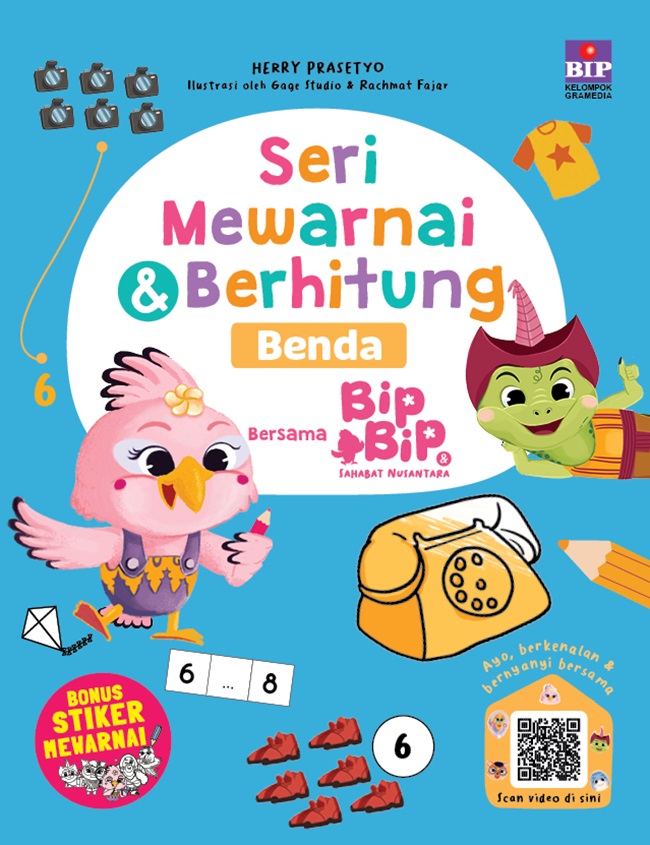 HERRY PRASETYO
Ilustrasi oleh Gage Studio & Rachmat Fajar
BIP
KELOMPOK
GRAMEDIA
Seri
Mewarnai
& Berhitung
Benda
Bersama
Bip
BiP
&
SAHABAT NUSANTARA
6
6 ... 8
BONUS
STIKER
MEWARNAI
6
Ayo, berkenalan &
bernyanyi bersama
Scan video di sini